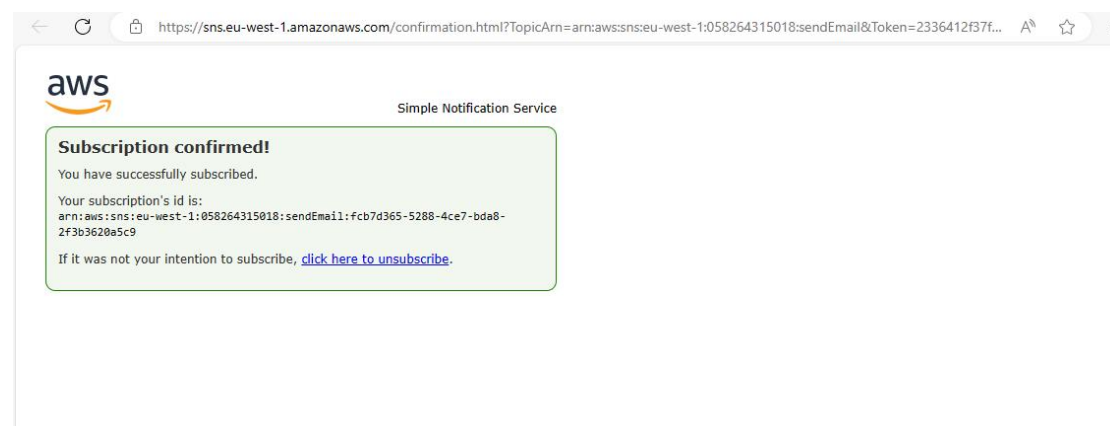 https://sns.eu-west-1.amazonaws.com/confirmation.html?TopicArn=arn:aws:sns:eu-west-1:058264315018:sendEmail&Token=2336412f37f...
aws
Simple Notification Service
Subscription confirmed!
You have successfully subscribed.
Your subscription's id is:
arn:aws:sns:eu-west-1:058264315018:sendEmail:fcb7d365-5288-4ce7-bda8-
2f3b3620a5c9
If it was not your intention to subscribe, click here to unsubscribe.